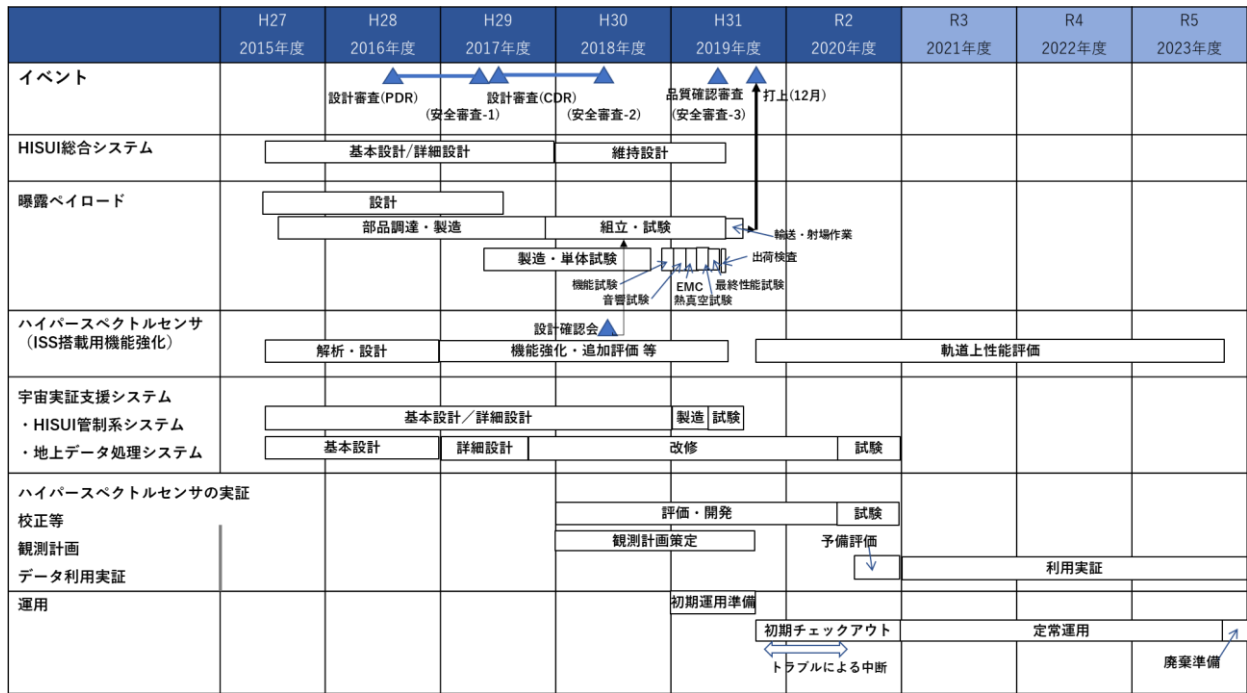 H27 H28 H29 H30 H31 R2 R3 R4 R5
2015年度 2016年度 2017年度 2018年度 2019年度 2020年度 2021年度 2022年度 2023年度
イベント
設計審査(PDR) 設計審査(CDR) 品質確認審査 打上(12月)
(安全審査-1) (安全審査-2) (安全審査-3)
HISUI総合システム 基本設計/詳細設計 維持設計
曝露ペイロード 設計
部品調達・製造 組立・試験 輸送・射場作業
製造・単体試験 出荷検査
機能試験 EMC 最終性能試験
音響試験 熱真空試験
ハイパースペクトルセンサ 設計確認会
(ISS搭載用機能強化) 解析・設計 機能強化・追加評価 等 軌道上性能評価
宇宙実証支援システム
・HISUI管制系システム 基本設計／詳細設計 製造 試験
・地上データ処理システム 基本設計 詳細設計 改修 試験
ハイパースペクトルセンサの実証
校正等 評価・開発 試験
観測計画 観測計画策定 予備評価
データ利用実証 利用実証
運用 初期運用準備
初期チェックアウト 定常運用
トラブルによる中断 廃棄準備